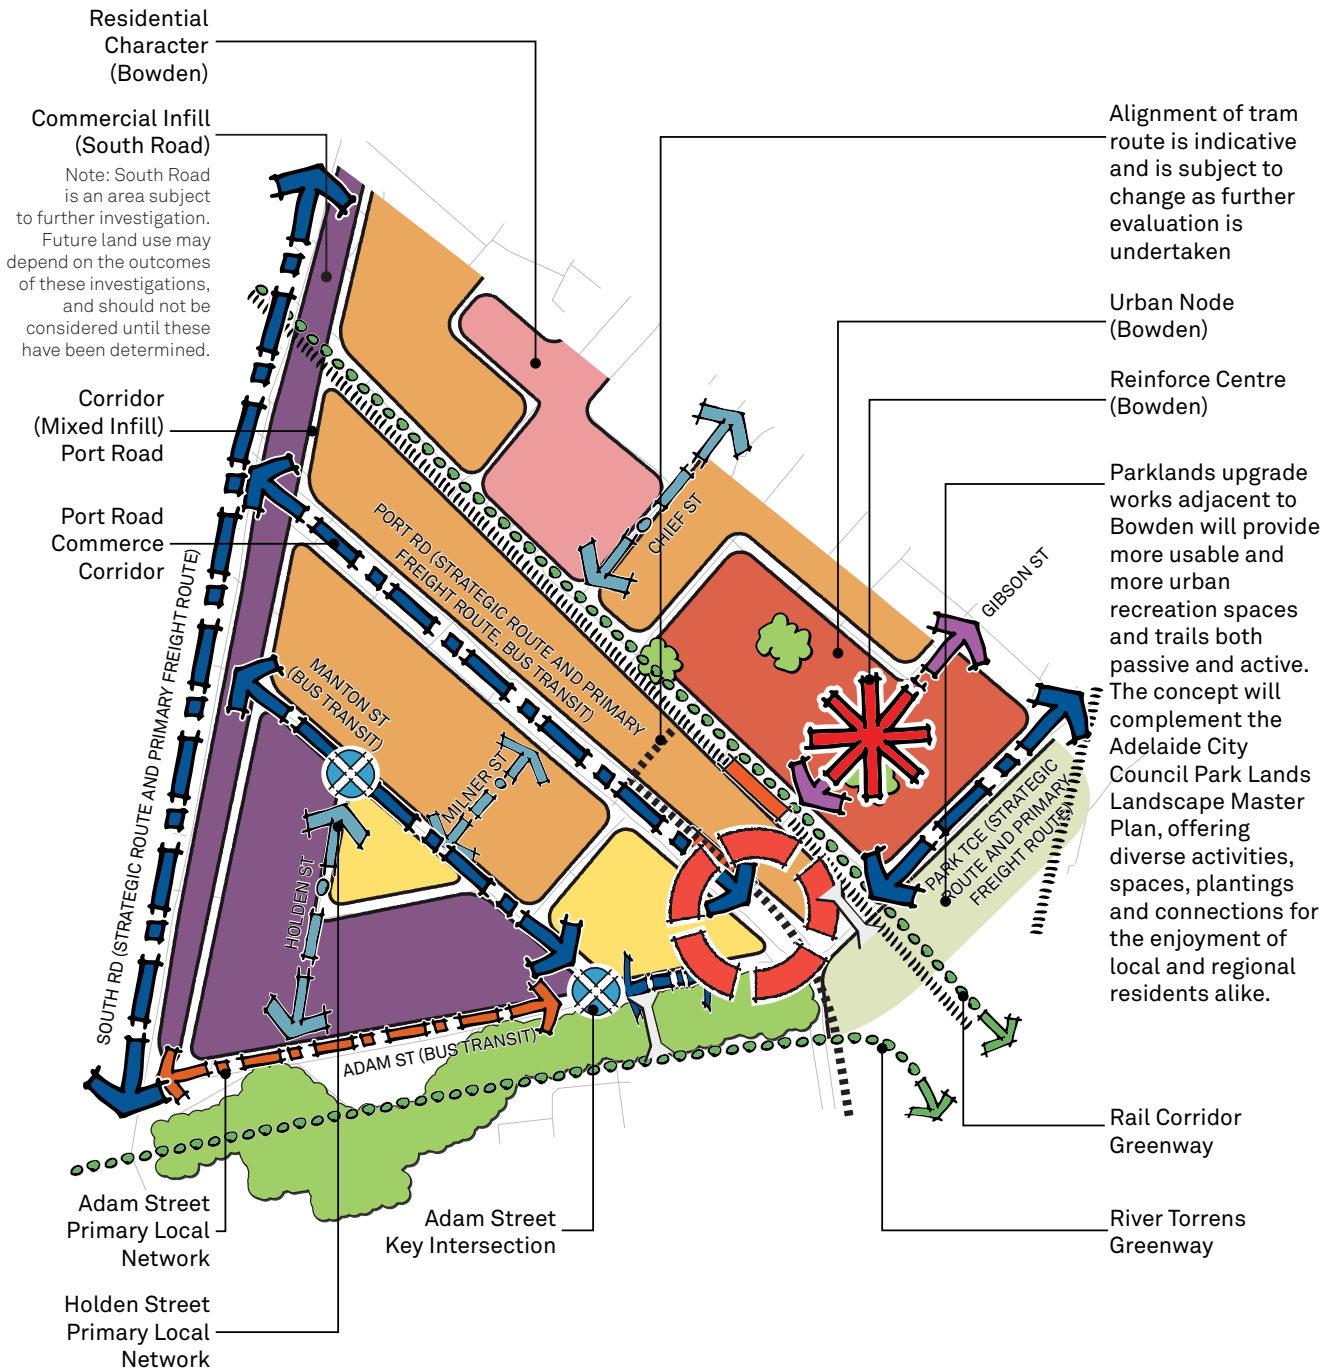 Residential
Character
(Bowden)
Commercial Infill
(South Road)
Note: South Road
is an area subject
to further investigation.
Future land use may
depend on the outcomes
of these investigations,
and should not be
considered until these
have been determined.
Corridor
(Mixed Infill)
Port Road
Port Road
Commerce
Corridor
Alignment of tram
route is indicative
and is subject to
change as further
evaluation is
undertaken
Urban Node
(Bowden)
Reinforce Centre
(Bowden)
Parklands upgrade
works adjacent to
Bowden will provide
more usable and
more urban
recreation spaces
and trails both
passive and active.
The concept will
complement the
Adelaide City
Council Park Lands
Landscape Master
Plan, offering
diverse activities,
spaces, plantings
and connections for
the enjoyment of
local and regional
residents alike.
SOUTH RD (STRATEGIC ROUTE AND PRIMARY FREIGHT ROUTE)
PORT RD (STRATEGIC ROUTE AND PRIMARY
FREIGHT ROUTE, BUS TRANSIT)
CHIEF ST
GIBSON ST
MANTON ST
(BUS TRANSIT)
MILNER ST
HOLDEN ST
PARK TCE (STRATEGIC
ROUTE AND PRIMARY
FREIGHT ROUTE)
ADAM ST (BUS TRANSIT)
Rail Corridor
Greenway
River Torrens
Greenway
Adam Street
Primary Local
Network
Adam Street
Key Intersection
Holden Street
Primary Local
Network